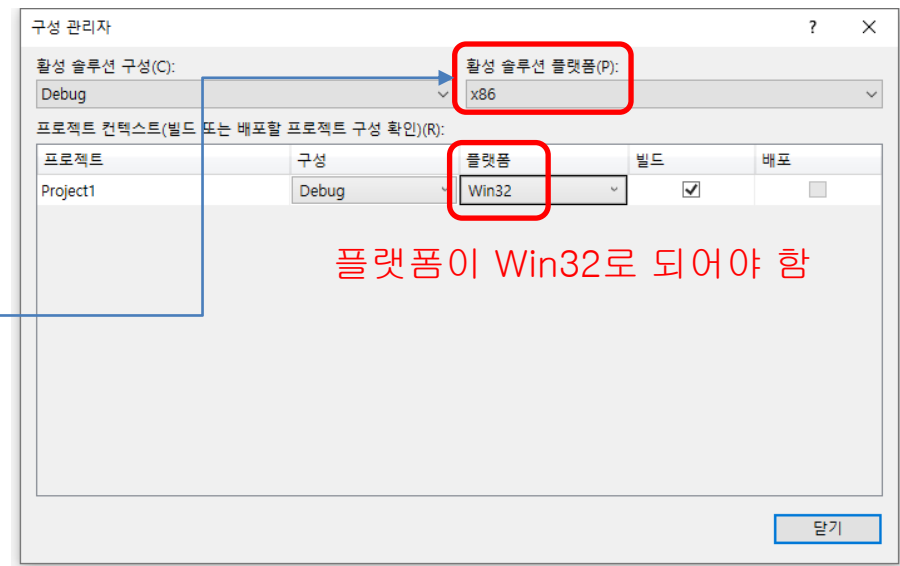 구성 관리자
?
활성 솔루션 구성(C):
활성 솔루션 플랫폼(P):
Debug
x86
프로젝트 컨텍스트(빌드 또는 배포할 프로젝트 구성 확인)(R):
프로젝트 구성 플랫폼 빌드 배포
Project1 Debug Win32
플랫폼이 Win32로 되어야 함
닫기